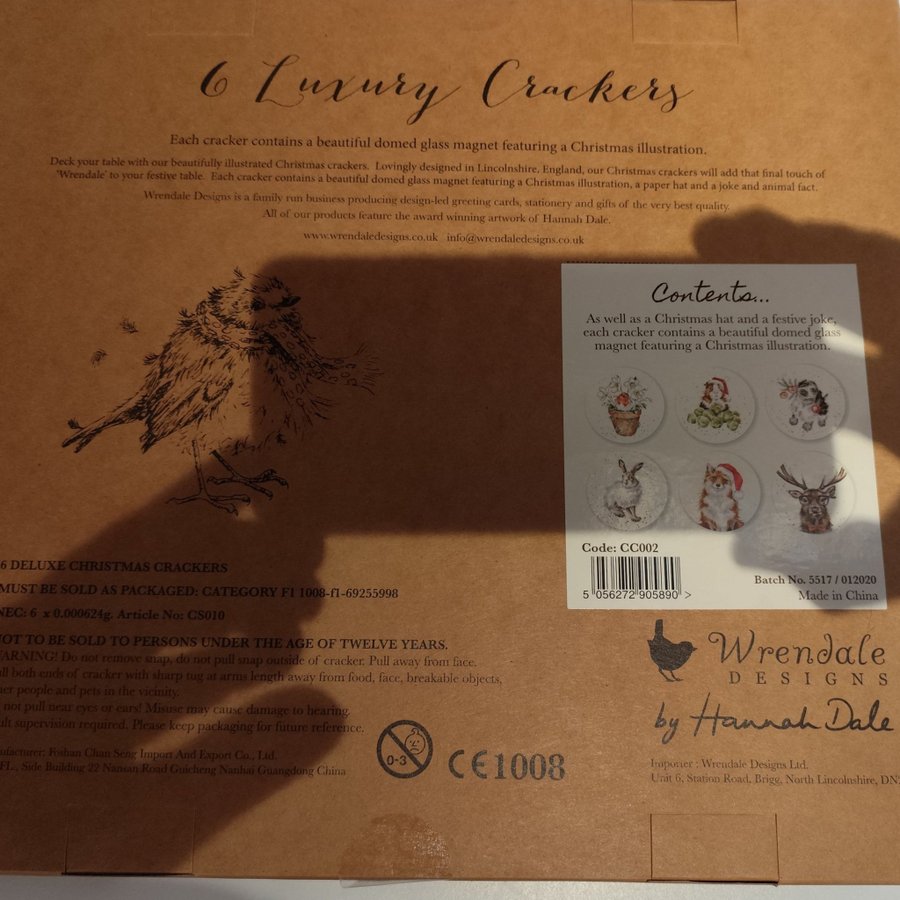 6 Luxury Crackers
Each cracker contains a beautiful domed glass magnet featuring a Christmas illustration.
Deck your table with our beautifully illustrated Christmas crackers. Lovingly designed in Lincolnshire, England, our Christmas crackers will add that final touch of
'Wrendale' to your festive table. Each cracker contains a beautiful domed glass magnet featuring a Christmas illustration, a paper hat and a joke and animal fact.
Wrendale Designs is a family run business producing design-led greeting cards, stationery and gifts of the very best quality.
All of our products feature the award winning artwork of Hannah Dale.
www.wrendaledesigns.co.uk info@wrendaledesigns.co.uk
Contents...
As well as a Christmas hat and a festive joke,
each cracker contains a beautiful domed glass
magnet featuring a Christmas illustration.
Code: CC002
5 056272 905890 >
Batch No. 5517 / 012020
Made in China
6 DELUXE CHRISTMAS CRACKERS
MUST BE SOLD AS PACKAGED: CATEGORY F1 1008-f1-69255998
NEC: 6 x 0.000624g. Article No: CS010
NOT TO BE SOLD TO PERSONS UNDER THE AGE OF TWELVE YEARS.
WARNING! Do not remove snap, do not pull snap outside of cracker. Pull away from face.
both ends of cracker with sharp tug at arms length away from food, face, breakable objects,
people and pets in the vicinity.
not pull near eyes or ears! Misuse may cause damage to hearing.
supervision required. Please keep packaging for future reference.
Foshan Chan Seng Import And Export Co., Ltd.
Side Building 22 Nansan Road Guicheng Nanhai Guangdong China
0-3
CE1008
Wrendale
DESIGNS
by Hannah Dale
Importer : Wrendale Designs Ltd.
Unit 6, Station Road, Brigg, North Lincolnshire,